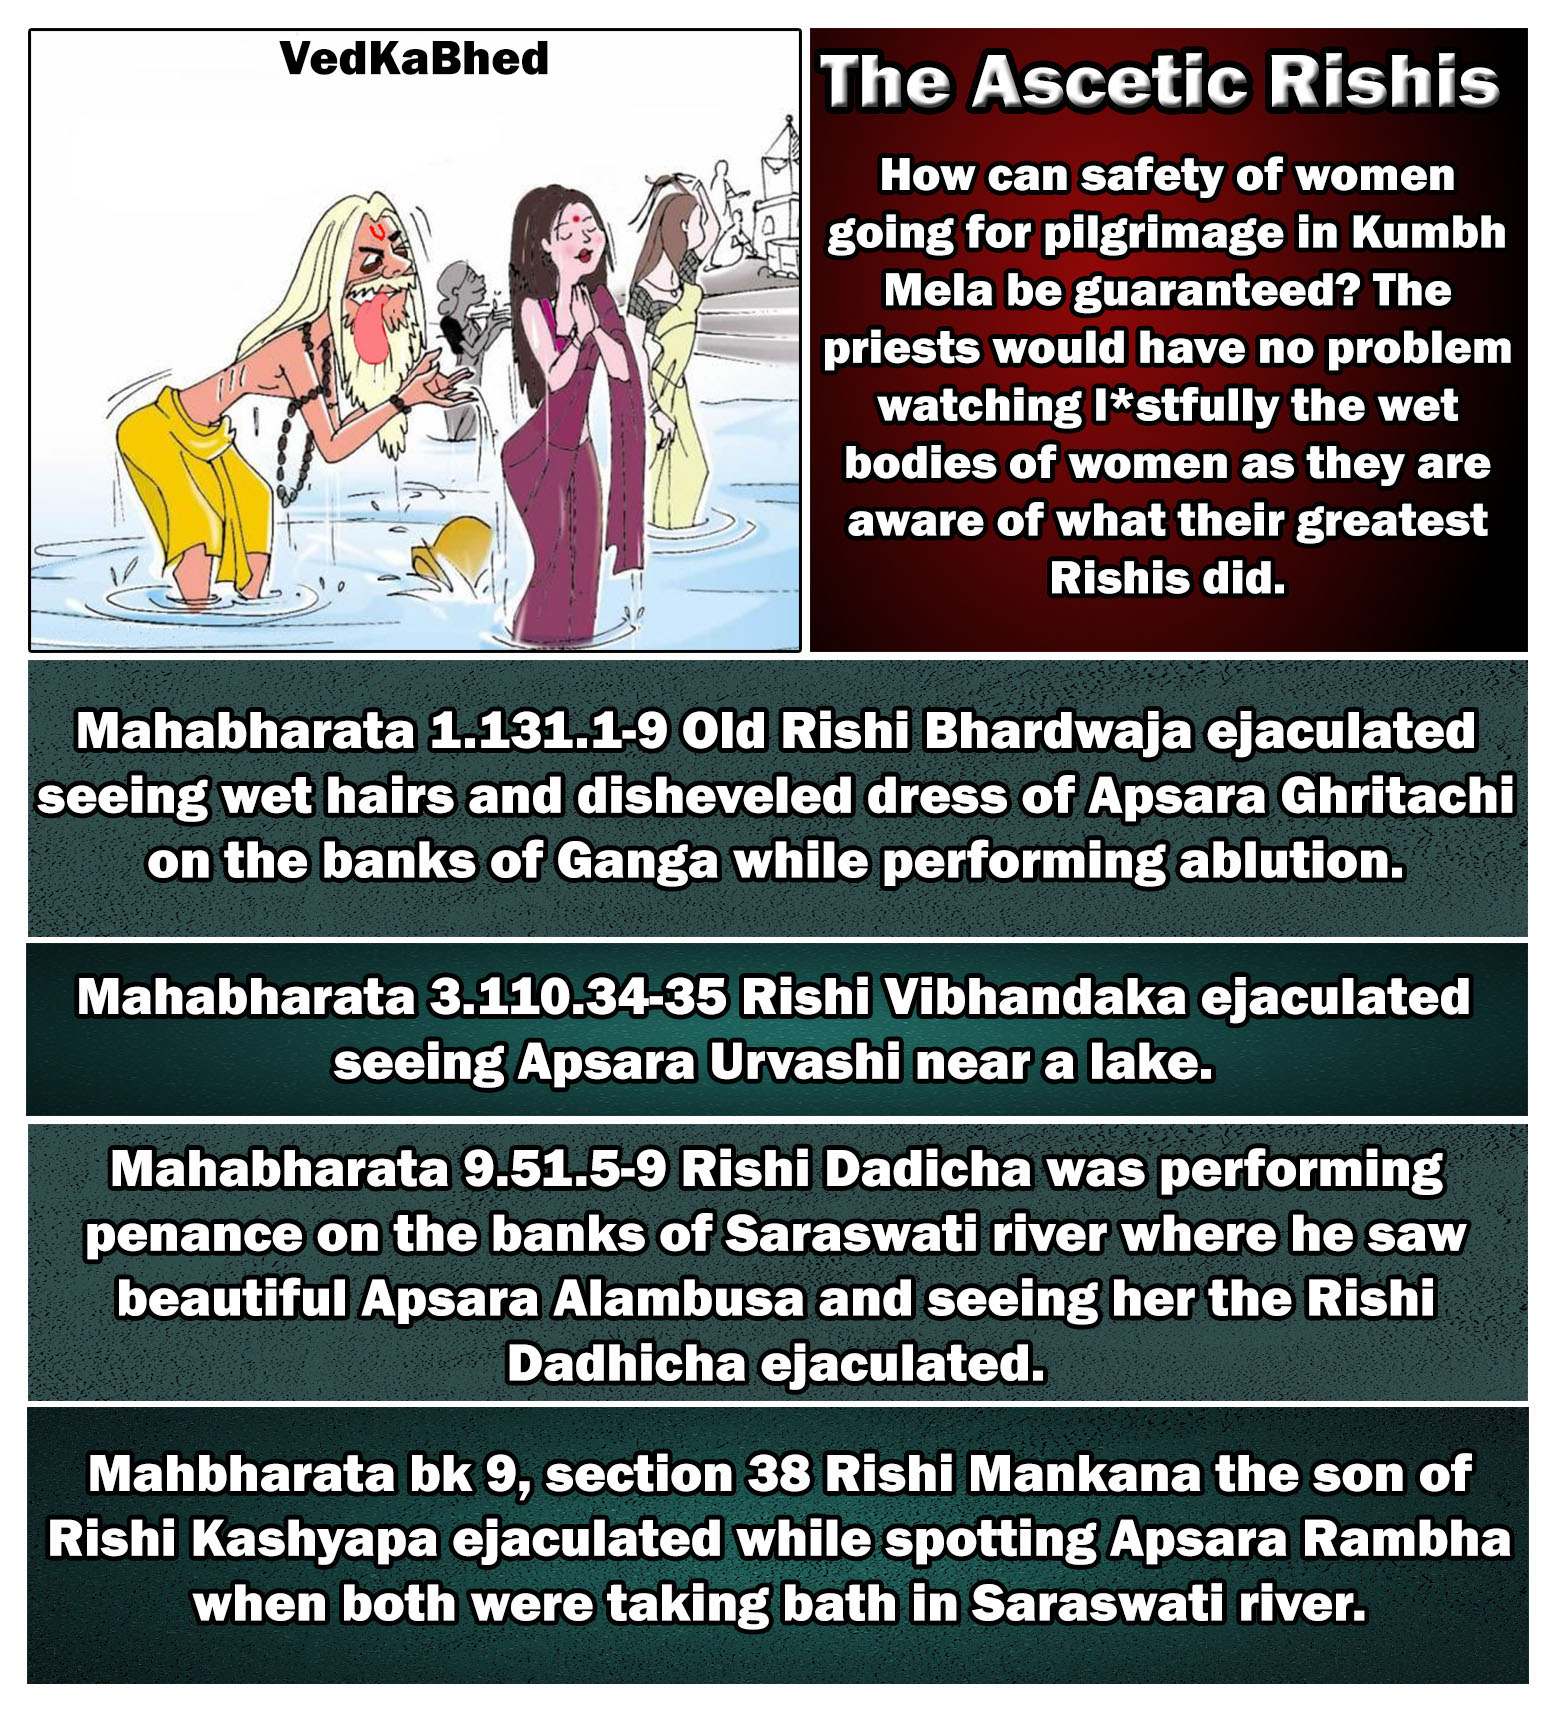 VedKaBhed
The Ascetic Rishis
How can safety of women
going for pilgrimage in Kumbh
Mela be guaranteed? The
priests would have no problem
watching l*stfully the wet
bodies of women as they are
aware of what their greatest
Rishis did.
Mahabharata 1.131.1-9 Old Rishi Bhardwaja ejaculated
seeing wet hairs and disheveled dress of Apsara Ghritachi
on the banks of Ganga while performing ablution.
Mahabharata 3.110.34-35 Rishi Vibhandaka ejaculated
seeing Apsara Urvashi near a lake.
Mahabharata 9.51.5-9 Rishi Dadicha was performing
penance on the banks of Saraswati river where he saw
beautiful Apsara Alambusa and seeing her the Rishi
Dadhicha ejaculated.
Mahbharata bk 9, section 38 Rishi Mankana the son of
Rishi Kashyapa ejaculated while spotting Apsara Rambha
when both were taking bath in Saraswati river.